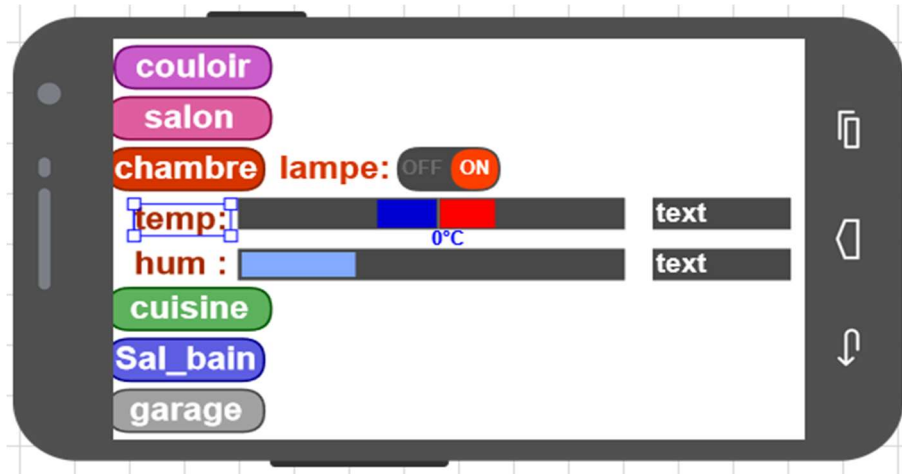 couloir
salon
chambre lampe: OFF ON
temp: text
0°C
hum : text
cuisine
Sal_bain
garage